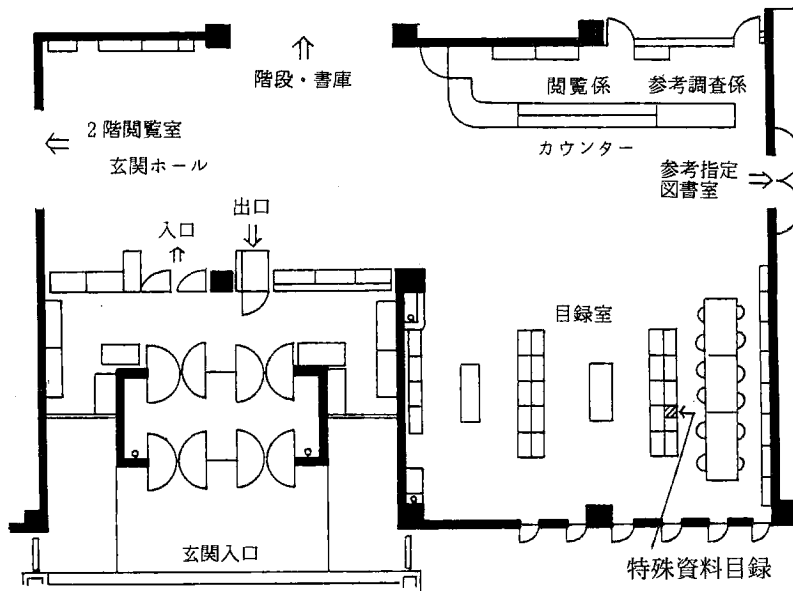 階段・書庫
閲覧係
参考調査係
カウンター
2階閲覧室
玄関ホール
参考指定
図書室
入口
出口
目録室
玄関入口
特殊資料目録